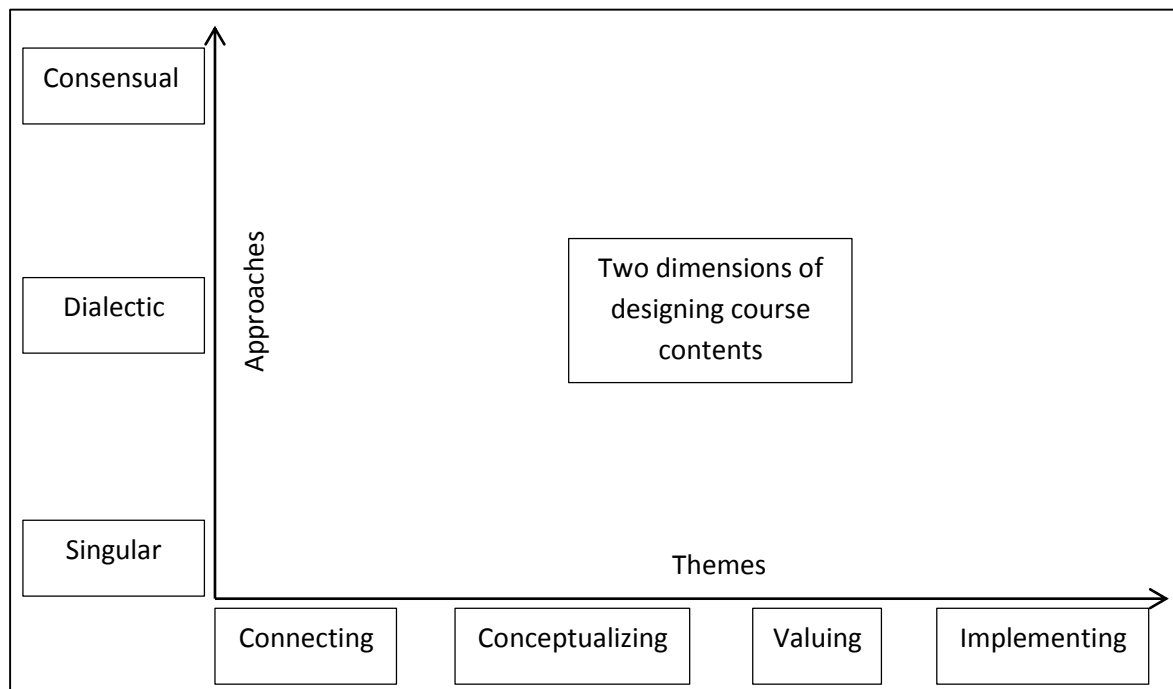 Consensual
Approaches
Dialectic
Two dimensions of
designing course
contents
Singular
Themes
Connecting
Conceptualizing
Valuing
Implementing